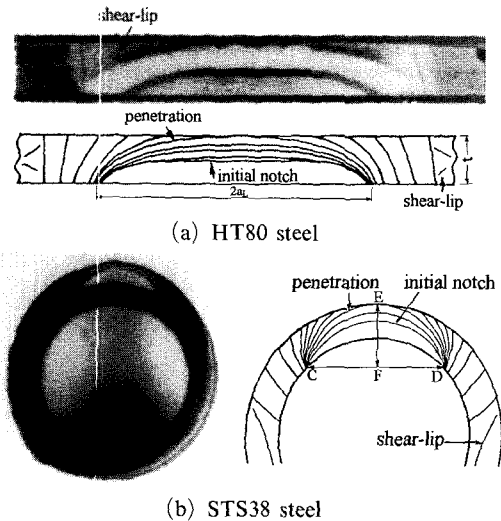 shear-lip
penetration
initial notch
t
2aL
shear-lip
(a) HT80 steel
penetration
E
initial notch
C
F
D
shear-lip
(b) STS38 steel